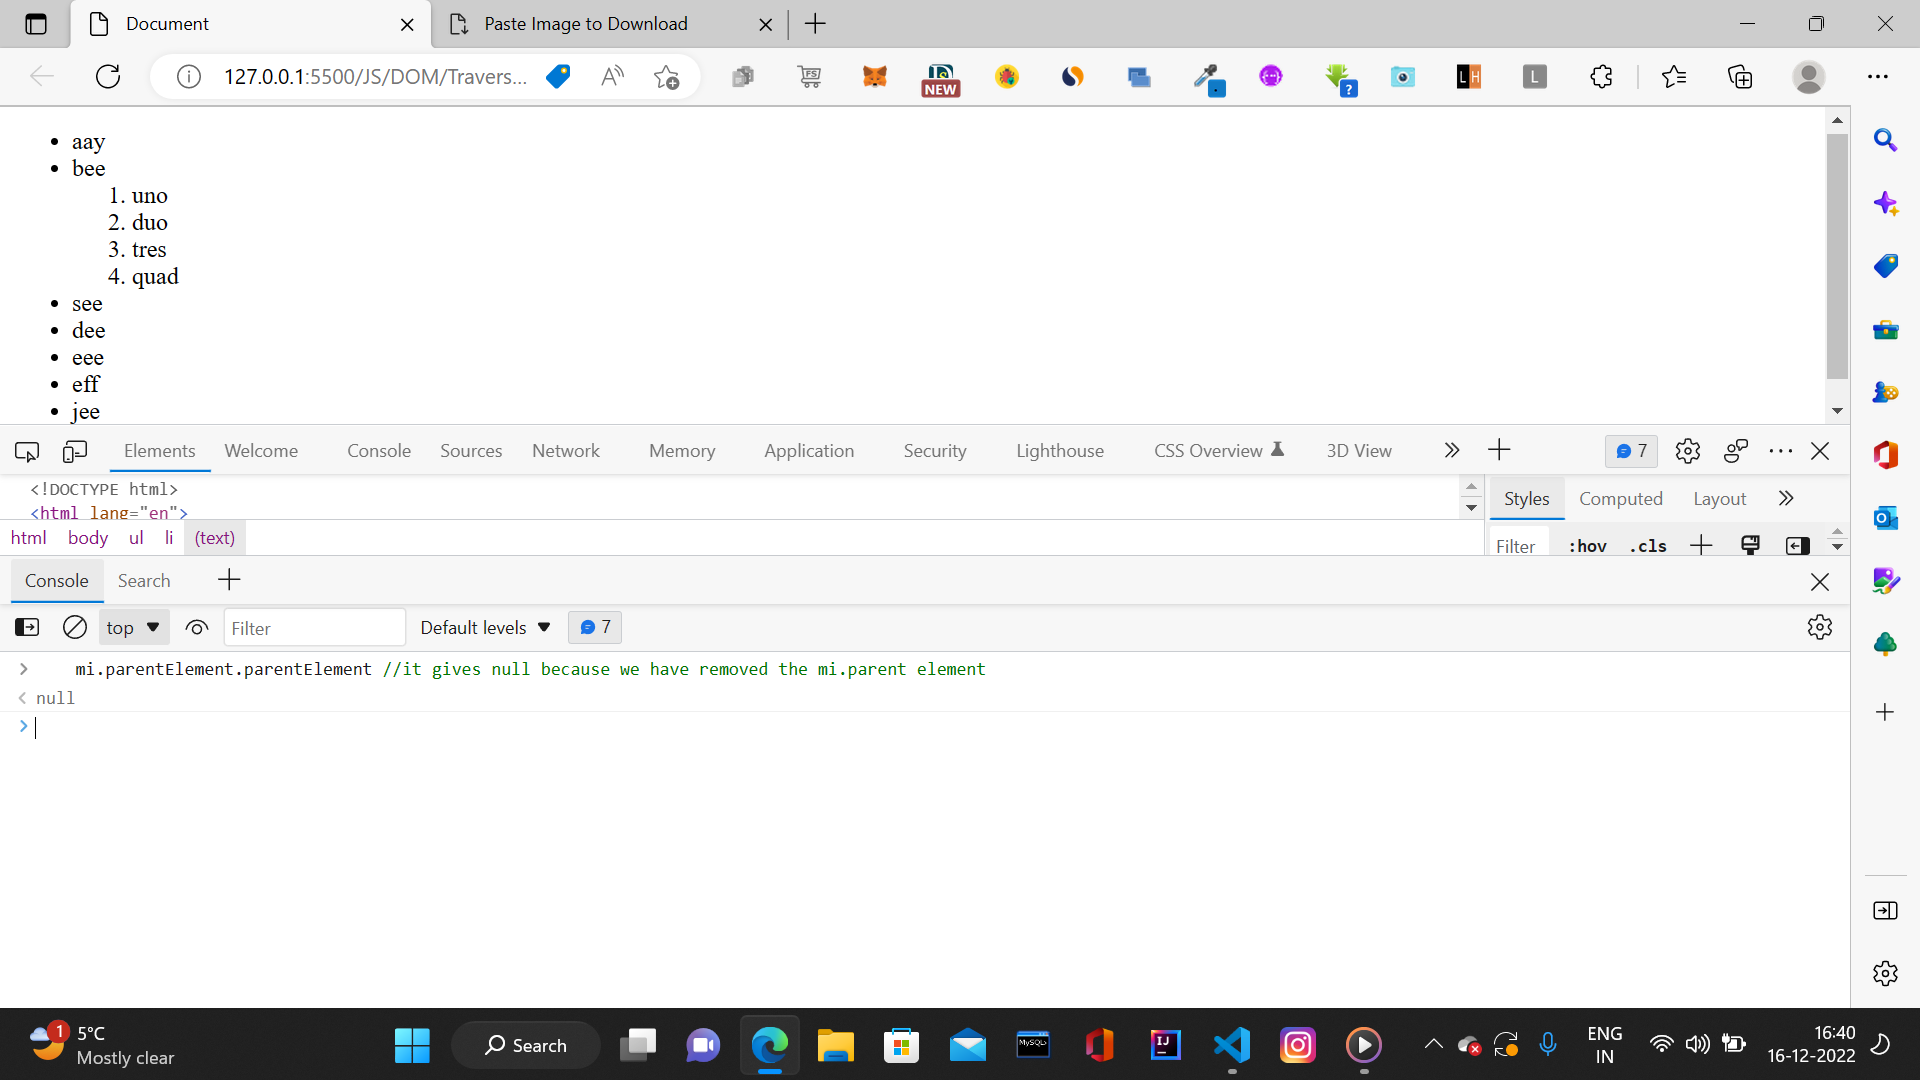 Document
Paste Image to Download
127.0.0.1:5500/JS/DOM/Travers...
NEW
FS
LH
L
?
• aay
• bee
1. uno
2. duo
3. tres
4. quad
• see
• dee
• eee
• eff
• jee
Elements Welcome Console Sources Network Memory Application Security Lighthouse CSS Overview 3D View 7
<!DOCTYPE html>
<html lang="en">
Styles Computed Layout
html body ul li (text)
Filter :hov .cls
Console Search
top Filter Default levels 7
mi.parentElement.parentElement //it gives null because we have removed the mi.parent element
null
1
5°C
Mostly clear
Search
MySQL
IJ
ENG
IN
16:40
16-12-2022